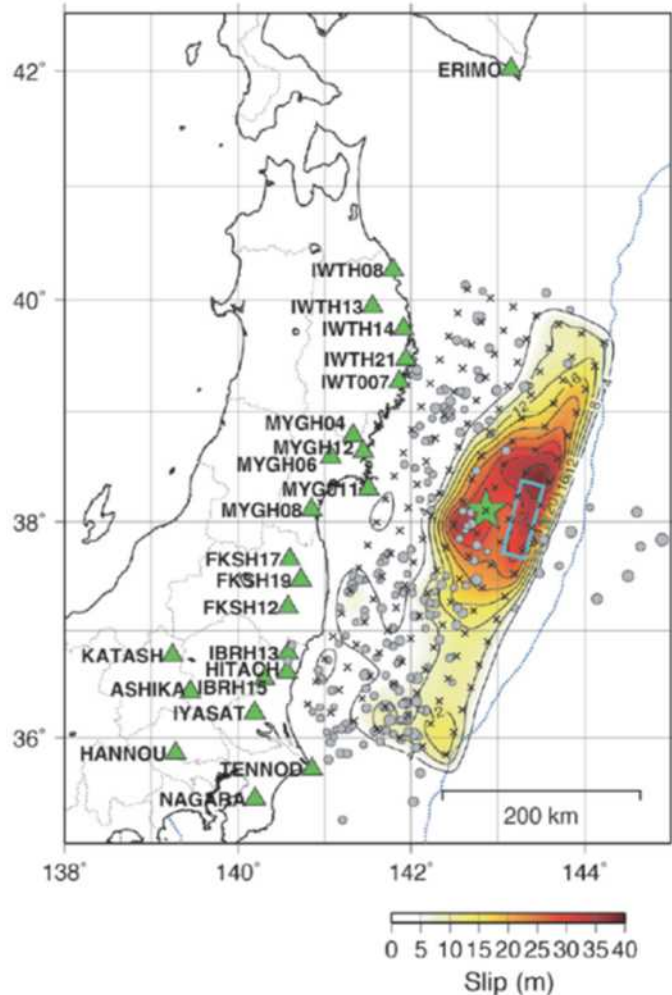 42°
ERIMO
IWTH08
40°
IWTH13
IWTH14
IWTH21
IWT007
MYGH04
MYGH12
MYGH06
MYG011
38°
MYGH08
FKSH17
FKSH19
FKSH12
IBRH13
KATASH
HITACH
ASHIKA
IBRH15
IYASAT
36°
HANNOU
TENNOD
NAGARA
200 km
138°
140°
142°
144°
0 5 10 15 20 25 30 35 40
Slip (m)